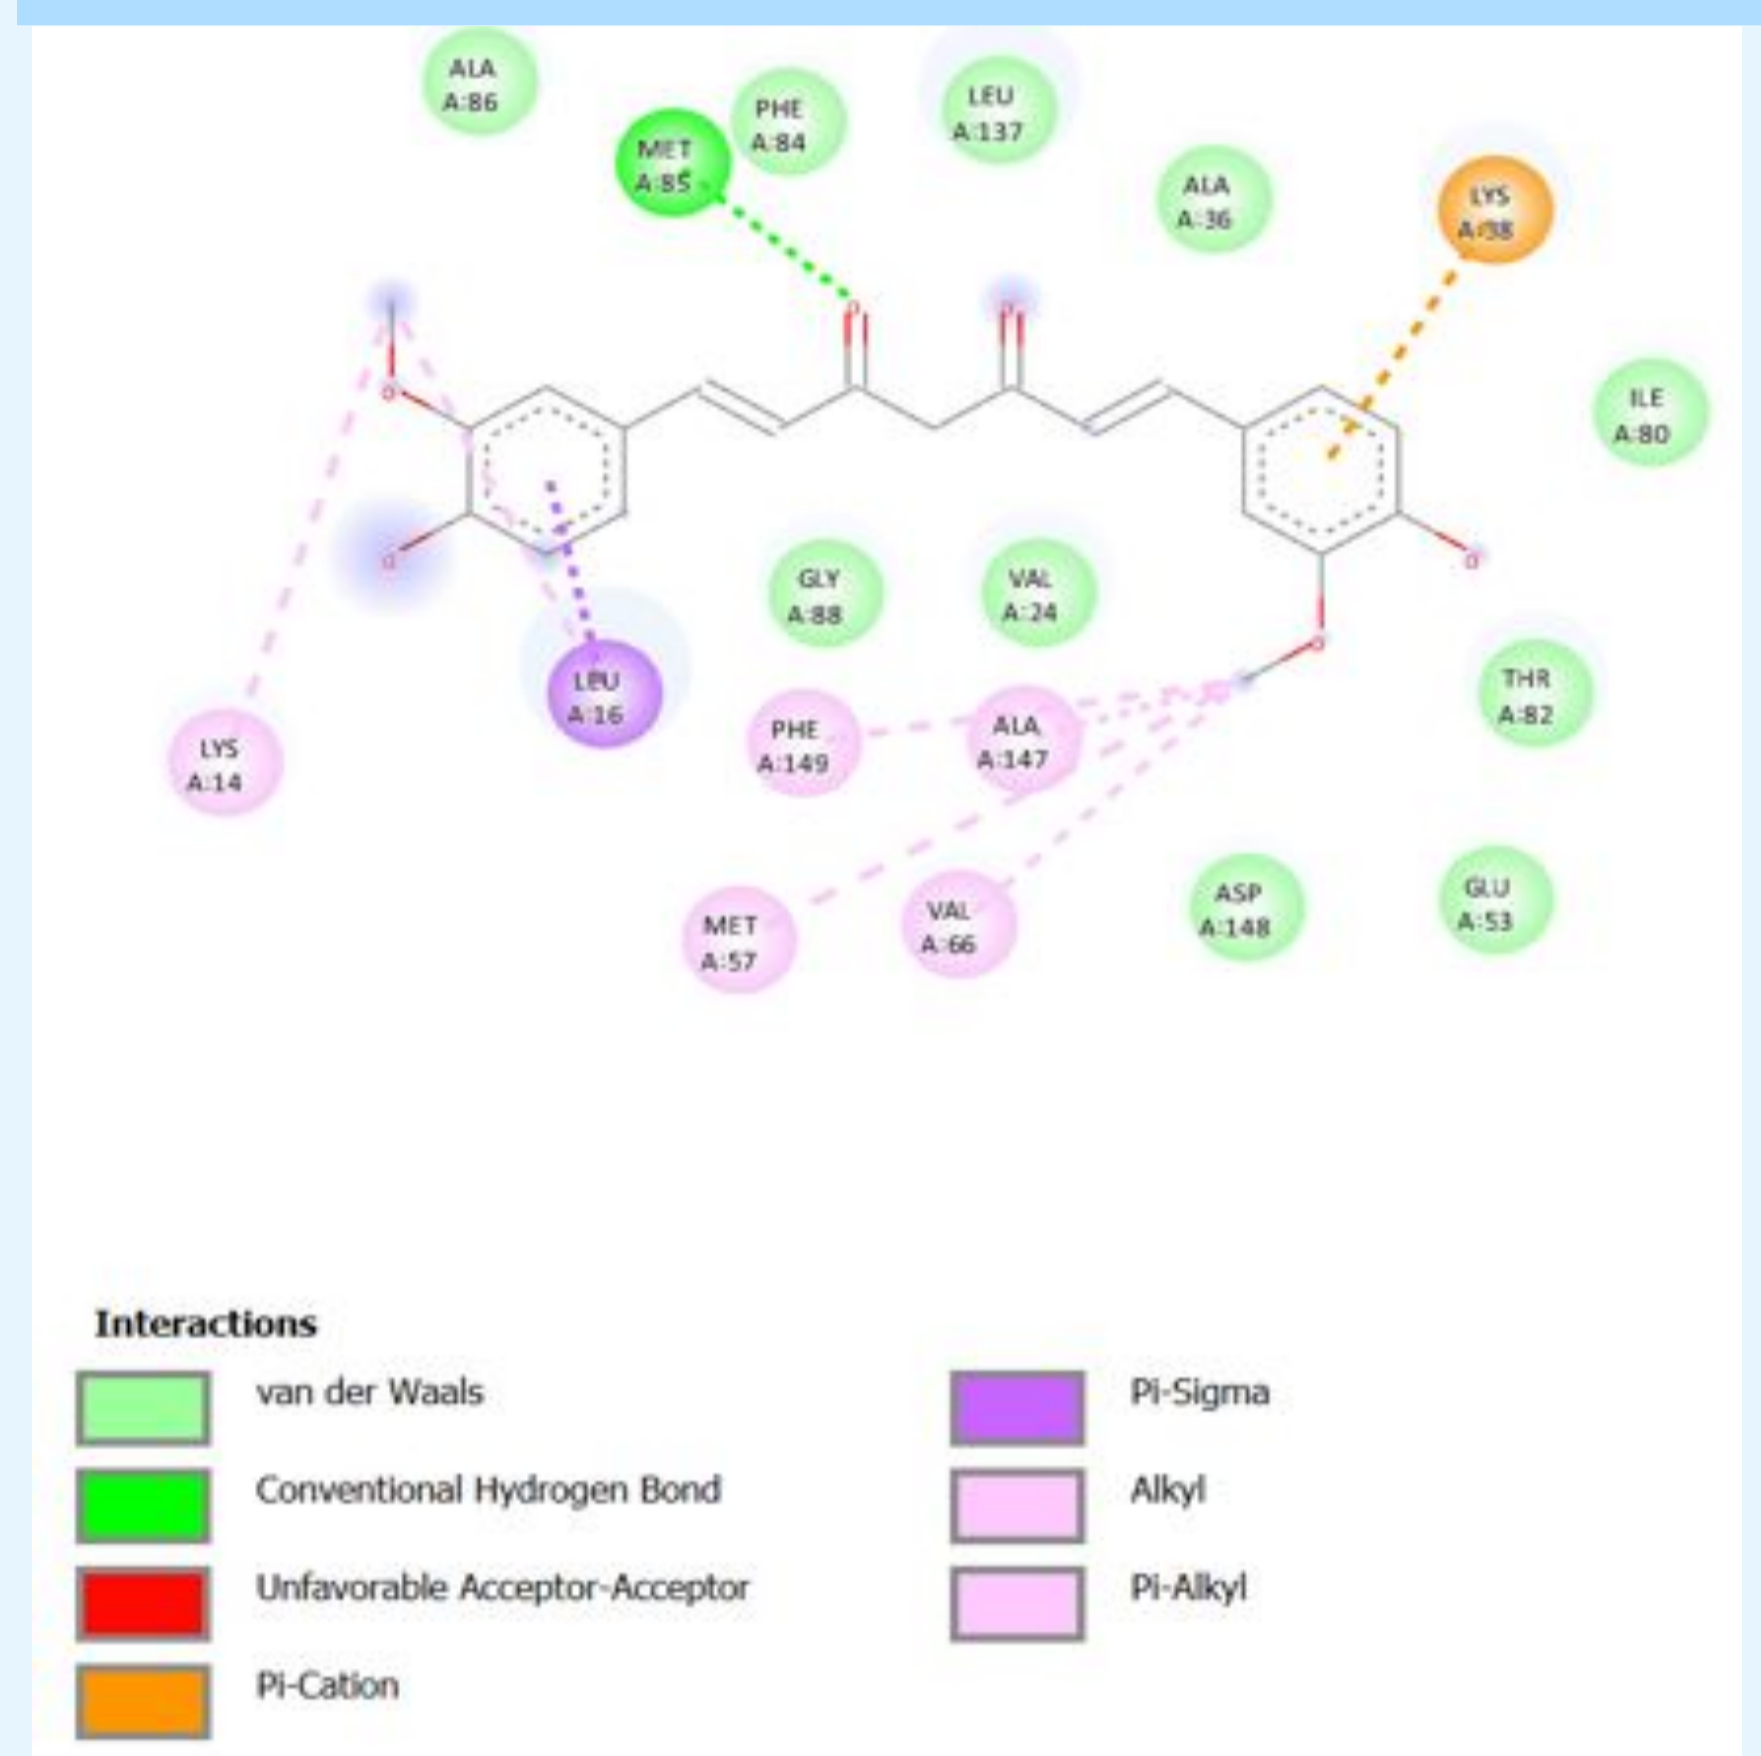 ALA
A:86
MET
A:85
PHE
A:84
LEU
A:137
ALA
A:36
LYS
A:38
O
O
O
ILE
A:80
O
O
GLY
A:88
VAL
A:24
O
LEU
A:16
THR
A:82
LYS
A:14
PHE
A:149
ALA
A:147
MET
A:57
VAL
A:66
ASP
A:148
GLU
A:53
Interactions
van der Waals
Conventional Hydrogen Bond
Unfavorable Acceptor-Acceptor
Pi-Cation
Pi-Sigma
Alkyl
Pi-Alkyl